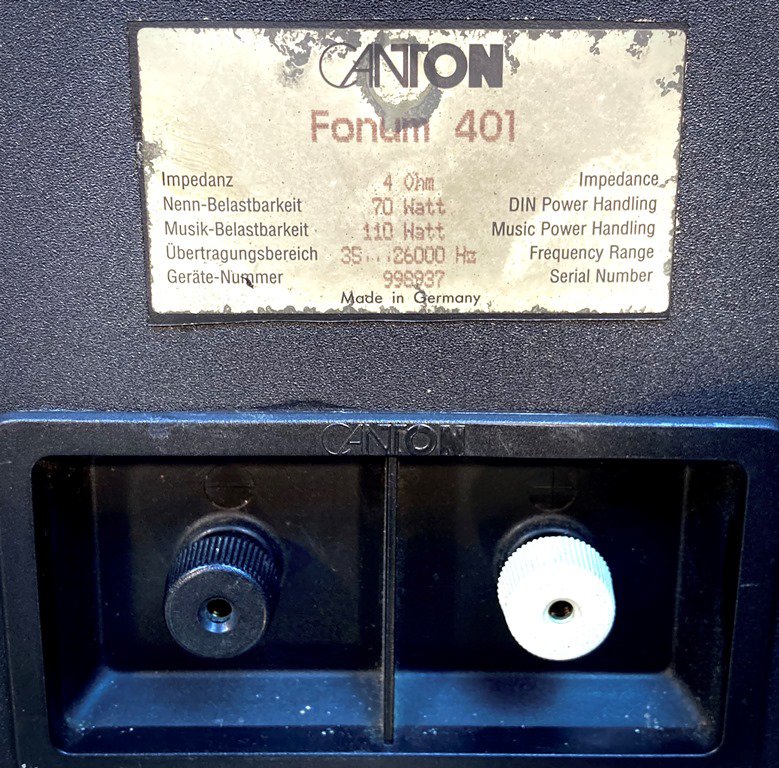 CANTON
Fonum 401
Impedanz 4 Ohm Impedance
Nenn-Belastbarkeit 70 Watt DIN Power Handling
Musik-Belastbarkeit 110 Watt Music Power Handling
Übertragungsbereich 35...26000 Hz Frequency Range
Geräte-Nummer 998937 Serial Number
Made in Germany
CANTON
- +